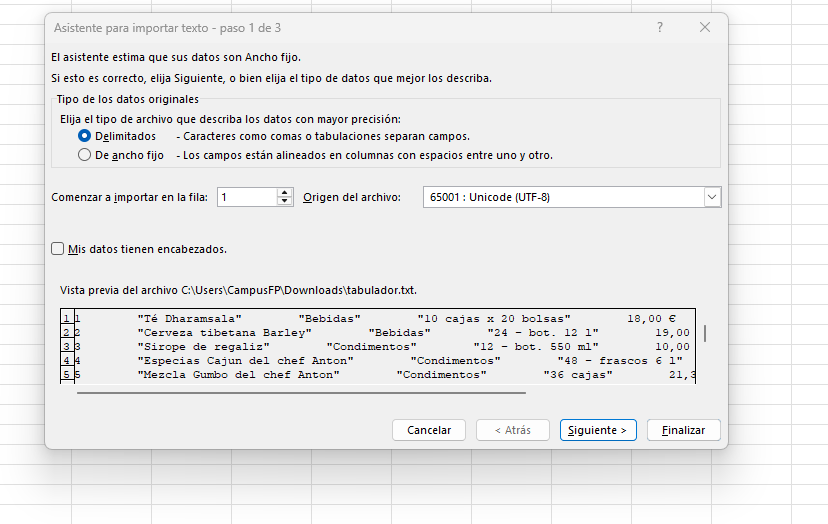 Asistente para importar texto - paso 1 de 3 ?
El asistente estima que sus datos son Ancho fijo.
Si esto es correcto, elija Siguiente, o bien elija el tipo de datos que mejor los describa.
Tipo de los datos originales
Elija el tipo de archivo que describa los datos con mayor precisión:
Delimitados - Caracteres como comas o tabulaciones separan campos.
De ancho fijo - Los campos están alineados en columnas con espacios entre uno y otro.
Comenzar a importar en la fila: 1 Origen del archivo: 65001 : Unicode (UTF-8)
Mis datos tienen encabezados.
Vista previa del archivo C:\Users\CampusFP\Downloads\tabulador.txt.
1 1 "Té Dharamsala" "Bebidas" "10 cajas x 20 bolsas" 18,00 €
2 2 "Cerveza tibetana Barley" "Bebidas" "24 - bot. 12 l" 19,00
3 3 "Sirope de regaliz" "Condimentos" "12 - bot. 550 ml" 10,00
4 4 "Especias Cajun del chef Anton" "Condimentos" "48 - frascos 6 l"
5 5 "Mezcla Gumbo del chef Anton" "Condimentos" "36 cajas" 21,3
Cancelar < Atrás Siguiente > Finalizar